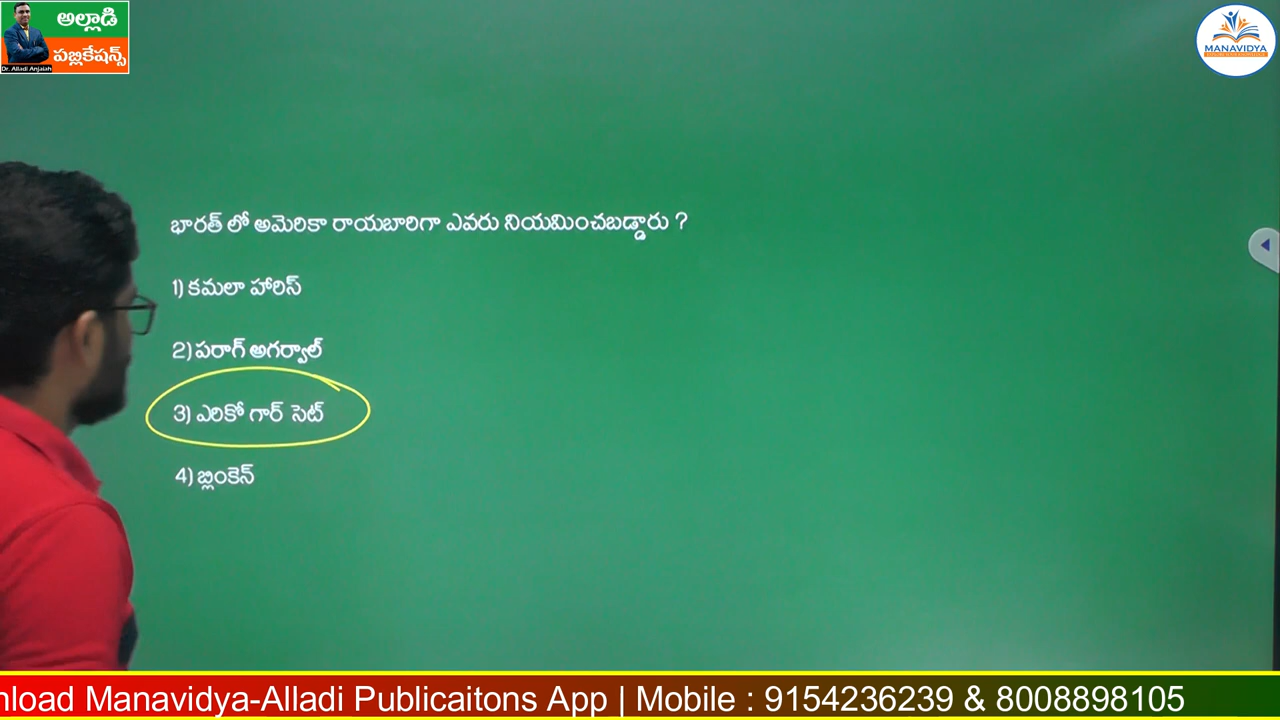 అల్లాడి
పబ్లికేషన్స్
Dr. Alladi Anjaiah
MANAVIDYA
భారత్ లో అమెరికా రాయబారిగా ఎవరు నియమించబడ్డారు ?
1) కమలా హారిస్
2) పరాగ్ అగర్వాల్
3) ఎరికో గార్ సెట్
4) బ్లింకెన్
nload Manavidya-Alladi Publicaitons App | Mobile : 9154236239 & 8008898105